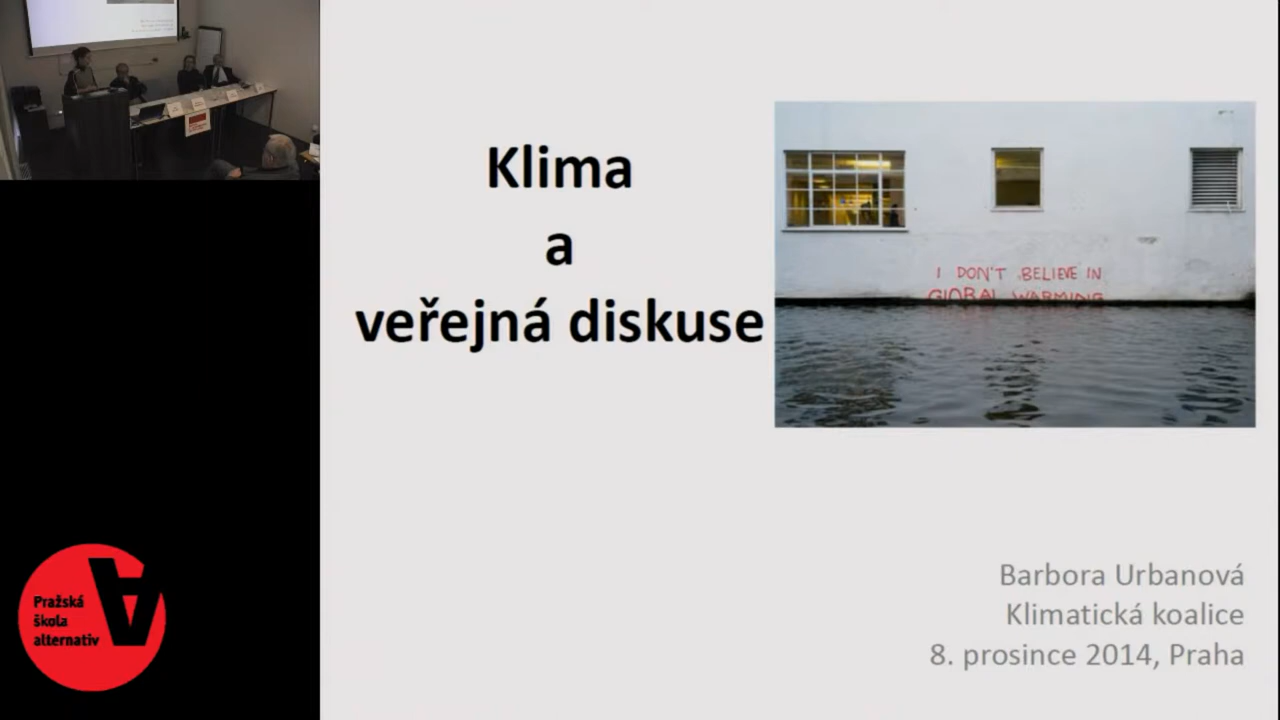 Klima
a
veřejná diskuse
I DON'T BELIEVE IN
GLOBAL WARMING
Barbora Urbanová
Klimatická koalice
8. prosince 2014, Praha
Pražská
škola
alternativ